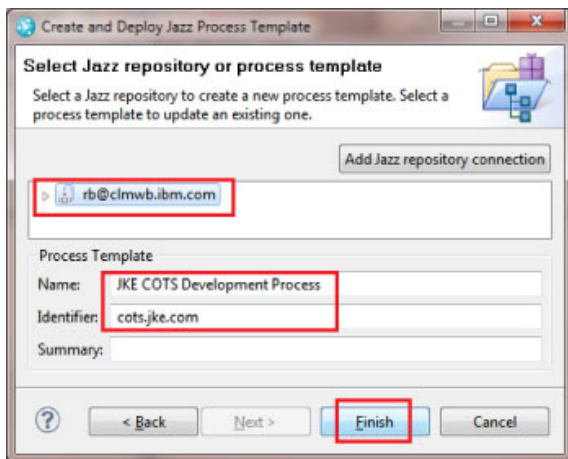 Create and Deploy Jazz Process Template
Select Jazz repository or process template
Select a Jazz repository to create a new process template. Select a
process template to update an existing one.
Add Jazz repository connection
rb@clmwb.ibm.com
Process Template
Name: JKE COTS Development Process
Identifier: cots.jke.com
Summary:
? < Back Next > Finish Cancel